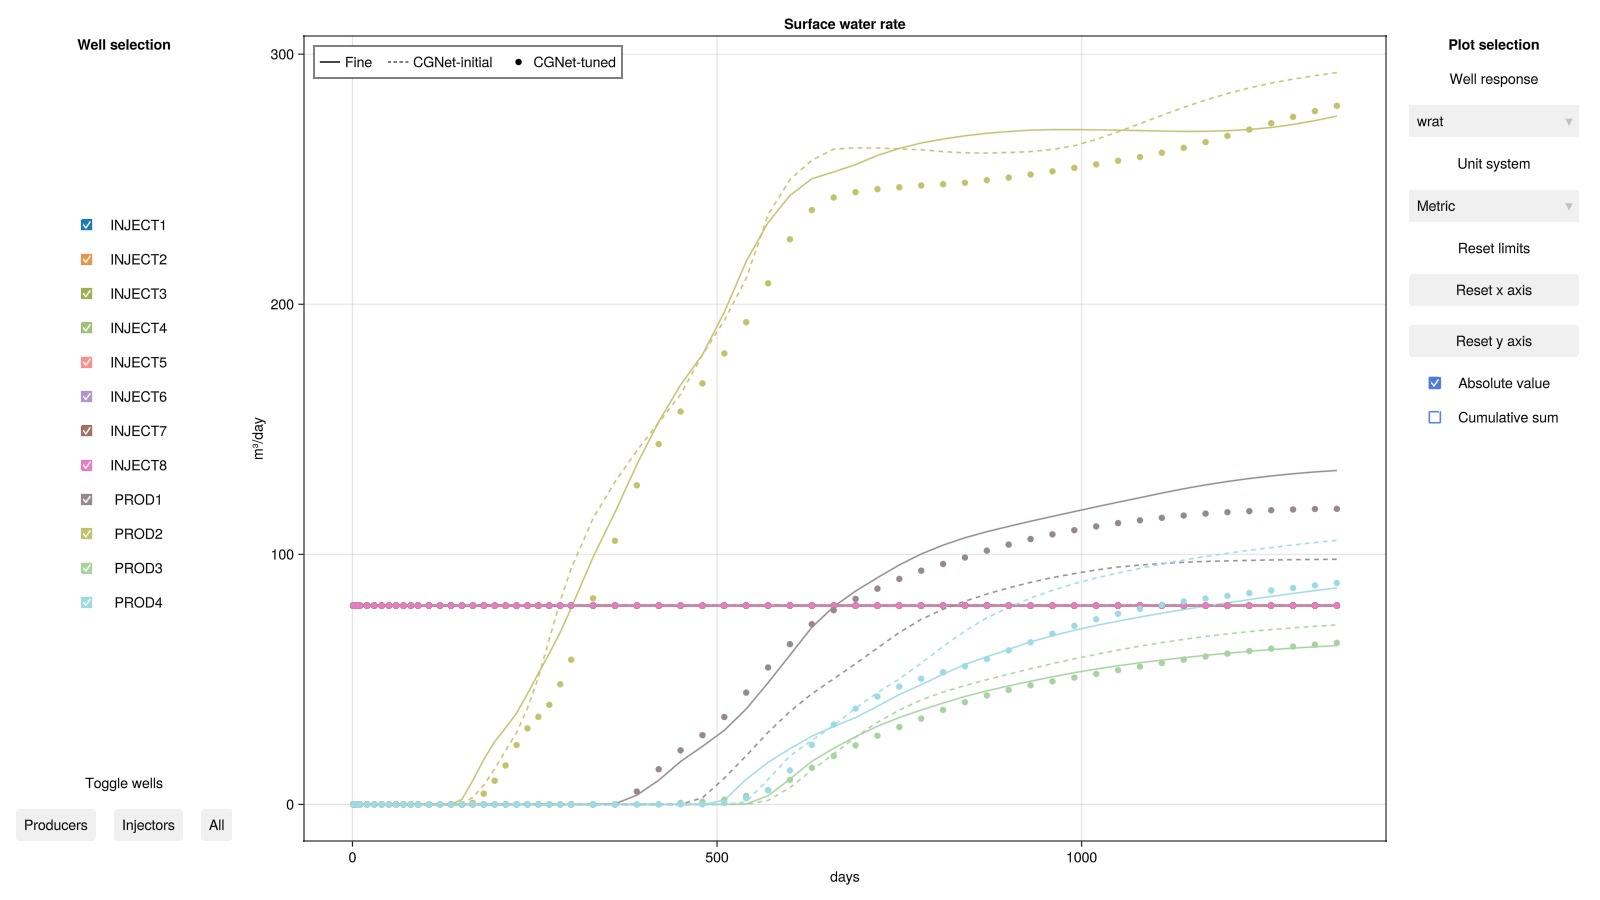 Surface water rate
Well selection
INJECT1
INJECT2
INJECT3
INJECT4
INJECT5
INJECT6
INJECT7
INJECT8
PROD1
PROD2
PROD3
PROD4
Toggle wells
Producers Injectors All
Fine CGNet-initial CGNet-tuned
300
200
100
0
m³/day
0 500 1000
days
Plot selection
Well response
wrat
Unit system
Metric
Reset limits
Reset x axis
Reset y axis
Absolute value
Cumulative sum